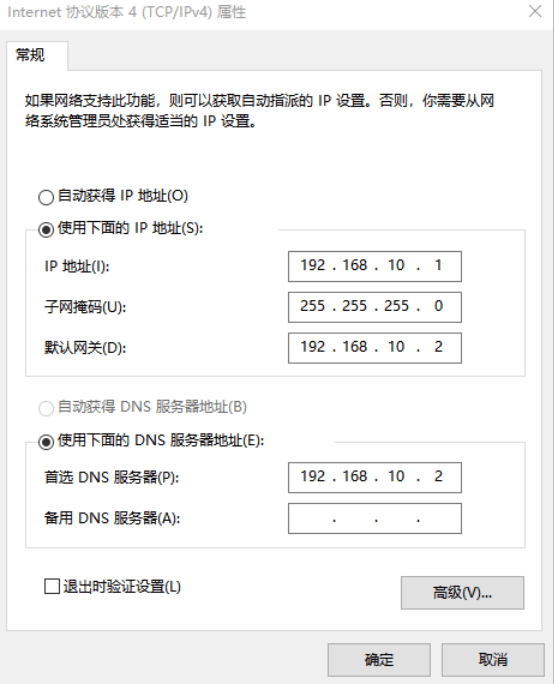 Internet 协议版本 4 (TCP/IPv4) 属性
常规
如果网络支持此功能，则可以获取自动指派的 IP 设置。否则，你需要从网
络系统管理员处获得适当的 IP 设置。
自动获得 IP 地址(O)
使用下面的 IP 地址(S):
IP 地址(I): 192 . 168 . 10 . 1
子网掩码(U): 255 . 255 . 255 . 0
默认网关(D): 192 . 168 . 10 . 2
自动获得 DNS 服务器地址(B)
使用下面的 DNS 服务器地址(E):
首选 DNS 服务器(P): 192 . 168 . 10 . 2
备用 DNS 服务器(A): . . .
退出时验证设置(L)
高级(V)...
确定 取消